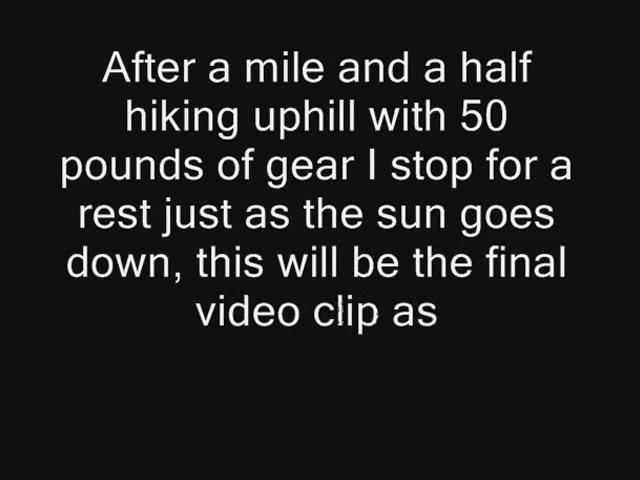 After a mile and a half
hiking uphill with 50
pounds of gear I stop for a
rest just as the sun goes
down, this will be the final
video clip as